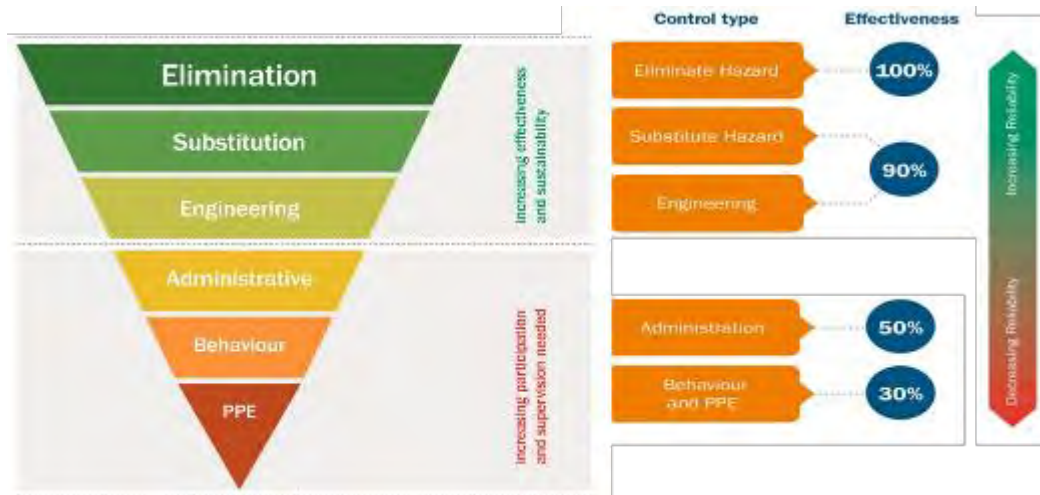 Elimination
Substitution
Engineering
Administrative
Behaviour
PPE
increasing effectiveness
and sustainability
increasing participation
and supervision needed
Control type
Effectiveness
Eliminate Hazard
100%
Substitute Hazard
90%
Engineering
Administration
50%
Behaviour
and PPE
30%
Increasing Reliability
Decreasing Reliability